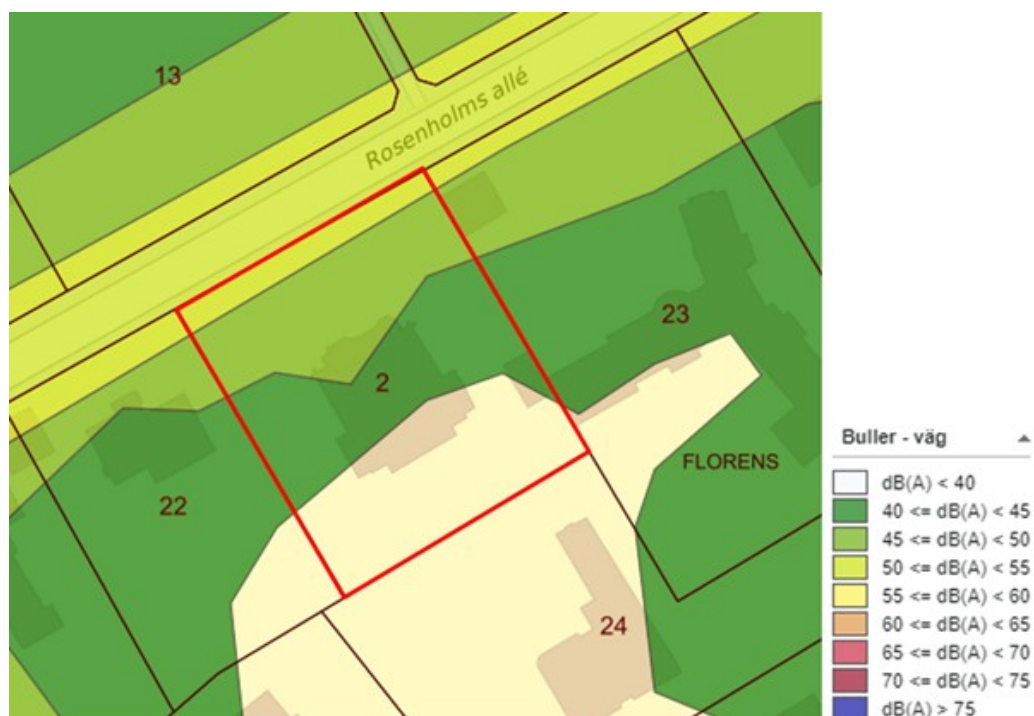 13
Rosenholms allé
23
2
FLORENS
22
24
Buller - väg
dB(A) < 40
40 <= dB(A) < 45
45 <= dB(A) < 50
50 <= dB(A) < 55
55 <= dB(A) < 60
60 <= dB(A) < 65
65 <= dB(A) < 70
70 <= dB(A) < 75
dB(A) > 75